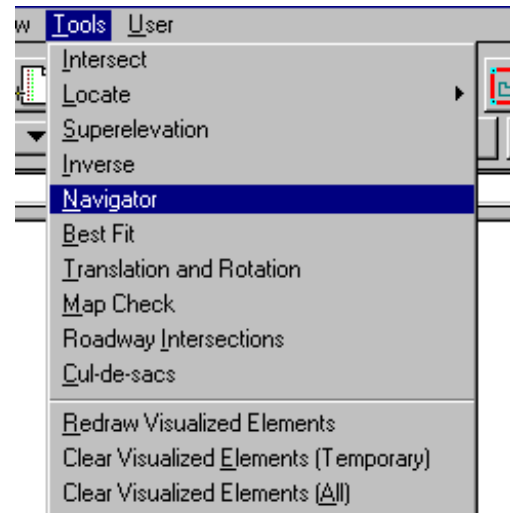 w Tools User
Intersect
Locate
Superelevation
Inverse
Navigator
Best Fit
Translation and Rotation
Map Check
Roadway Intersections
Cul-de-sacs
Redraw Visualized Elements
Clear Visualized Elements (Temporary)
Clear Visualized Elements (All)